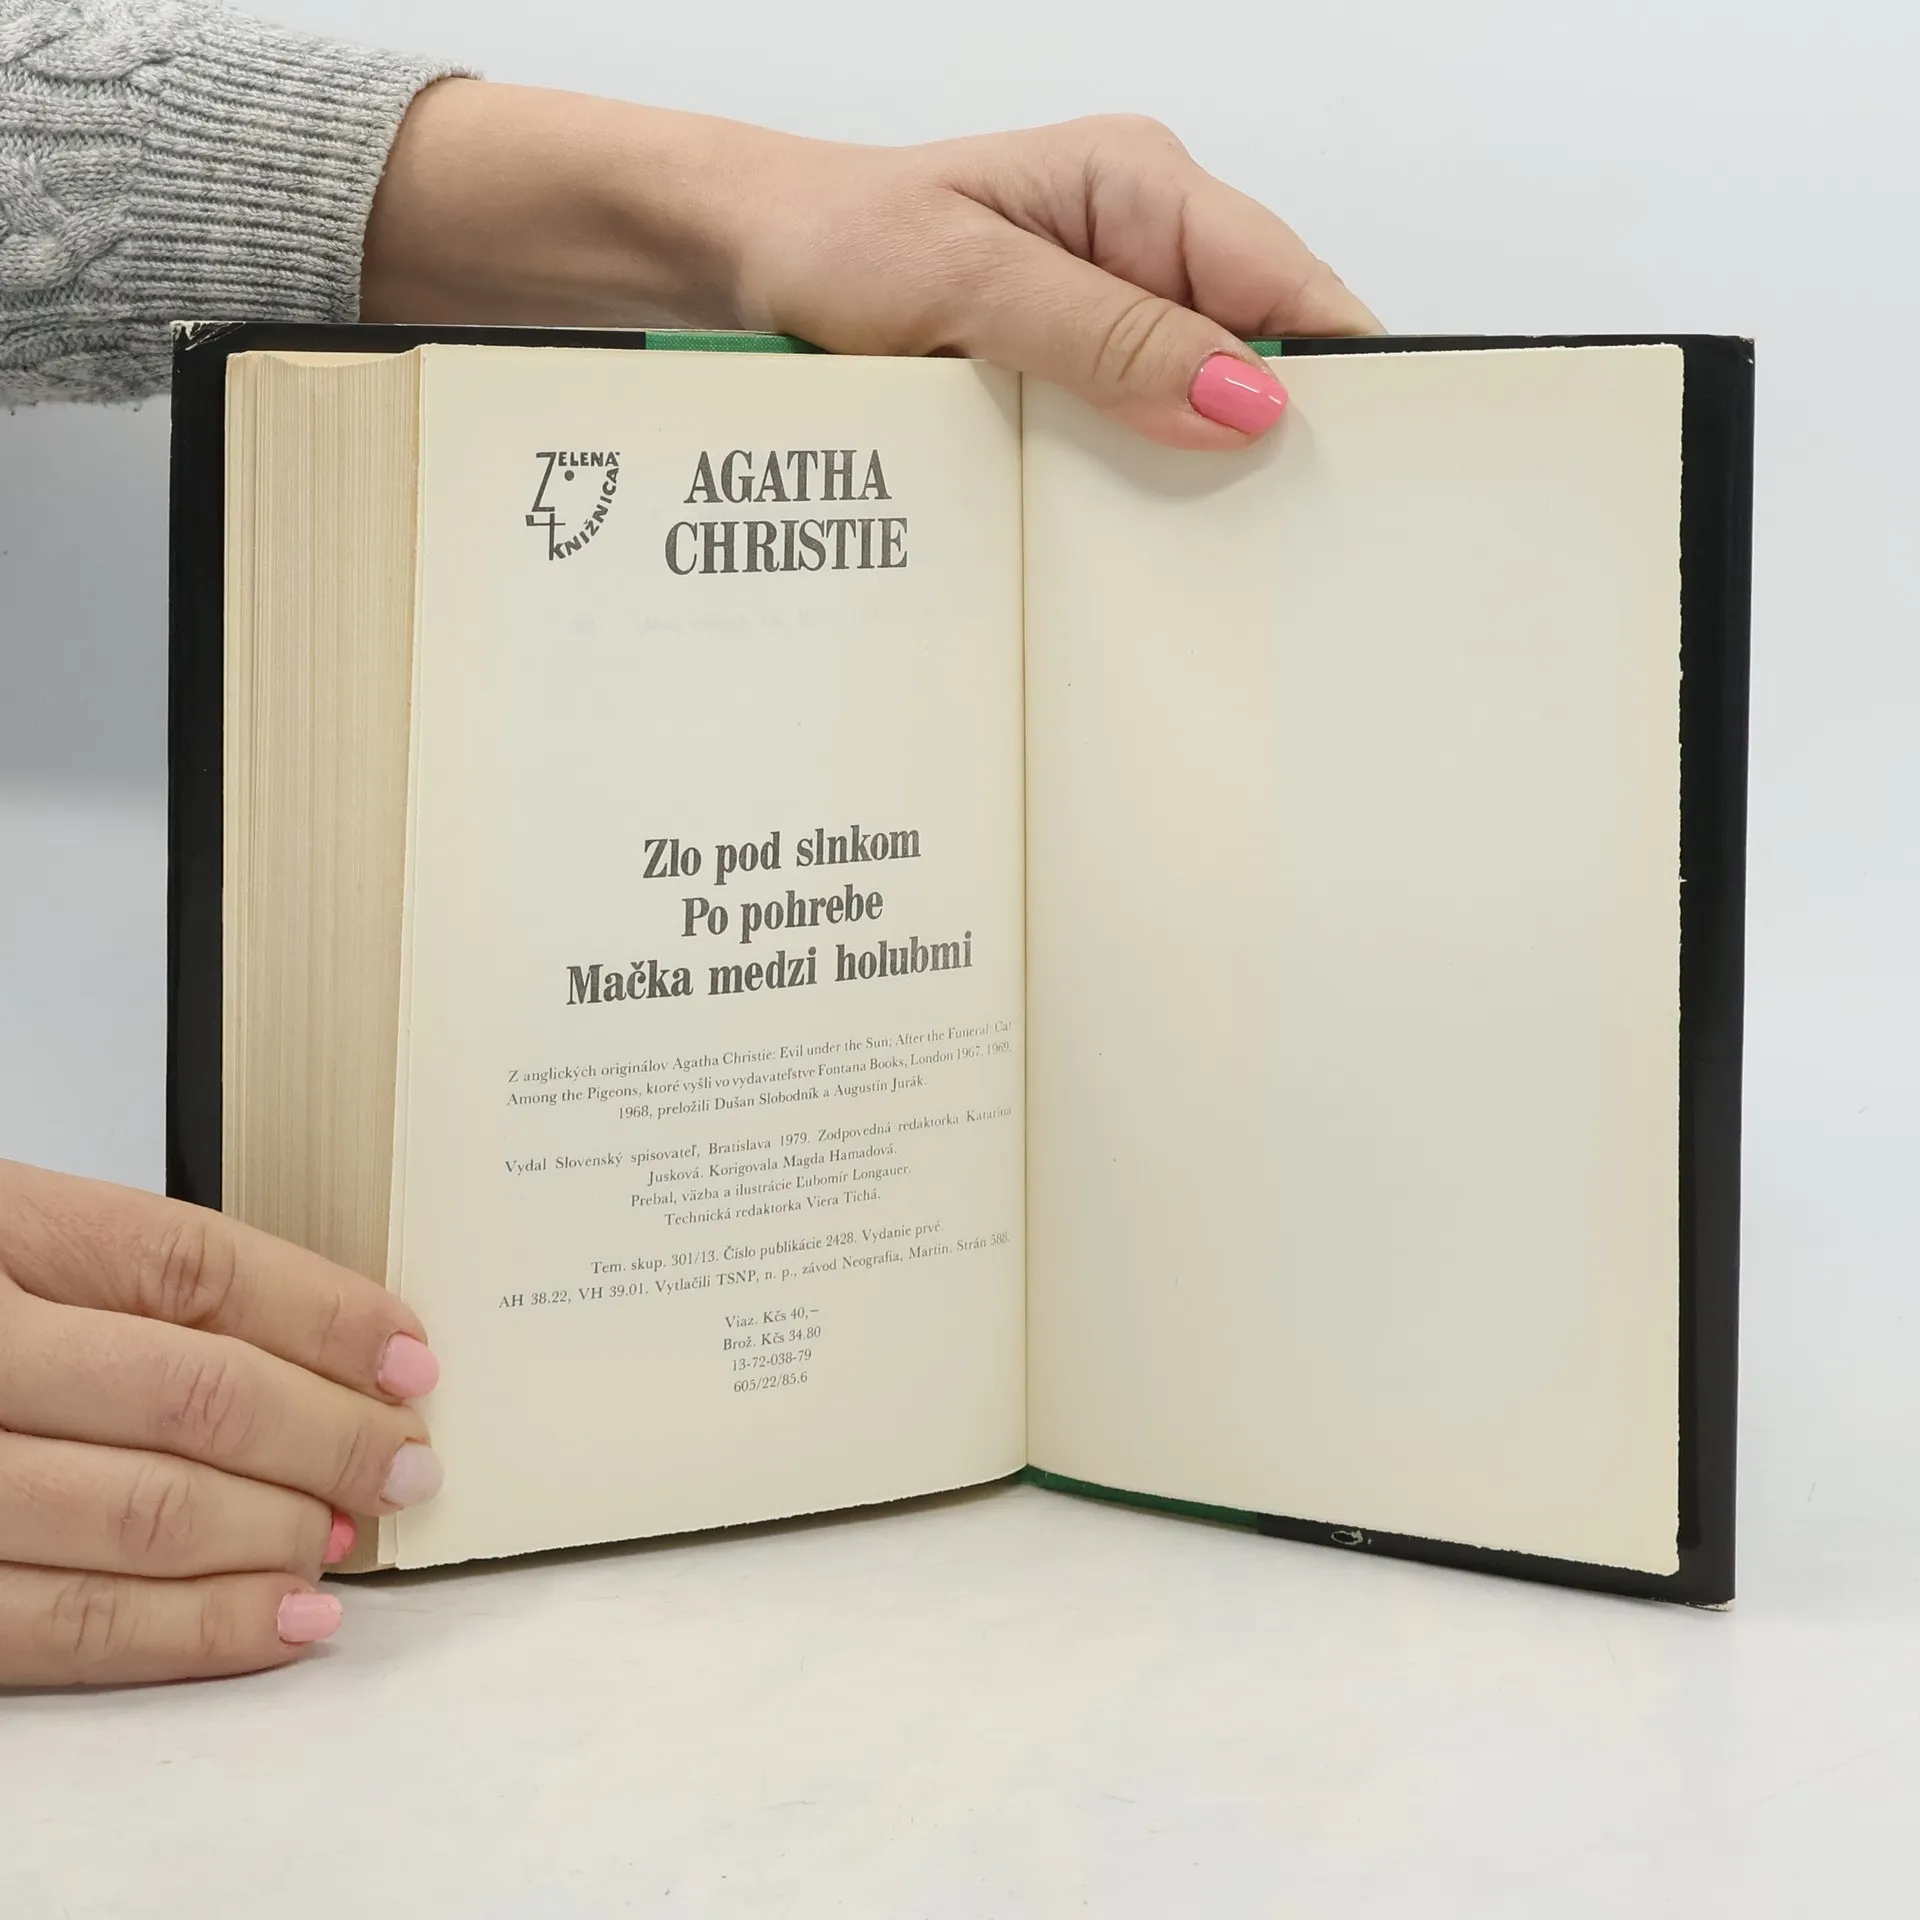 ZELENÁ KNIŽNICA
AGATHA
CHRISTIE
Zlo pod slnkom
Po pohrebe
Mačka medzi holubmi
Z anglických originálov Agatha Christie: Evil under the Sun; After the Funeral; Cat
Among the Pigeons, ktoré vyšli vo vydavateľstve Fontana Books, London 1967, 1969,
1968, preložili Dušan Slobodník a Augustín Jurák.
Vydal Slovenský spisovateľ, Bratislava 1979. Zodpovedná redaktorka Katarína
Jusková. Korigovala Magda Hamadová.
Prebal, väzba a ilustrácie Ľubomír Longauer.
Technická redaktorka Viera Tichá.
Tem. skup. 301/13. Číslo publikácie 2428. Vydanie prvé.
AH 38.22, VH 39.01. Vytlačili TSNP, n. p., závod Neografia, Martin. Strán 588.
Viaz. Kčs 40,–
Brož. Kčs 34.80
13-72-038-79
605/22/85.6